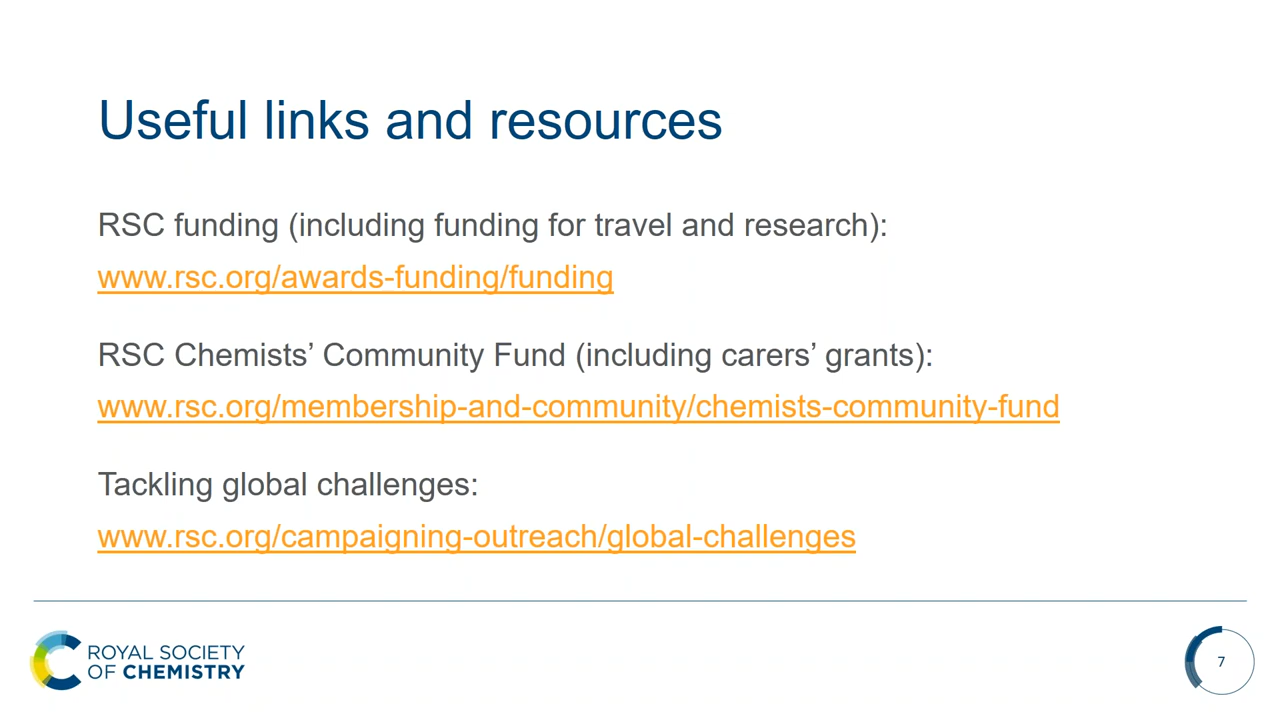 Useful links and resources
RSC funding (including funding for travel and research):
www.rsc.org/awards-funding/funding
RSC Chemists’ Community Fund (including carers’ grants):
www.rsc.org/membership-and-community/chemists-community-fund
Tackling global challenges:
www.rsc.org/campaigning-outreach/global-challenges
ROYAL SOCIETY
OF CHEMISTRY
7